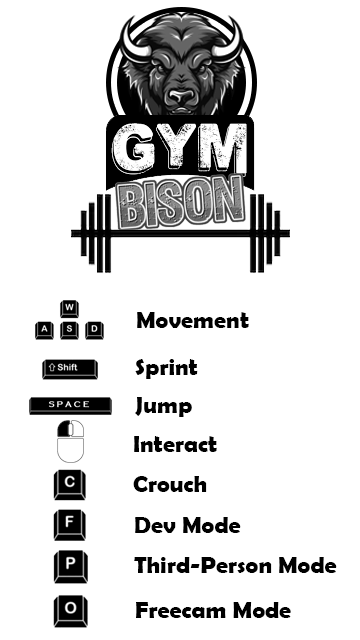 GYM
BISON
W
A S D Movement
⇧ Shift Sprint
SPACE Jump
Interact
C Crouch
F Dev Mode
P Third-Person Mode
O Freecam Mode